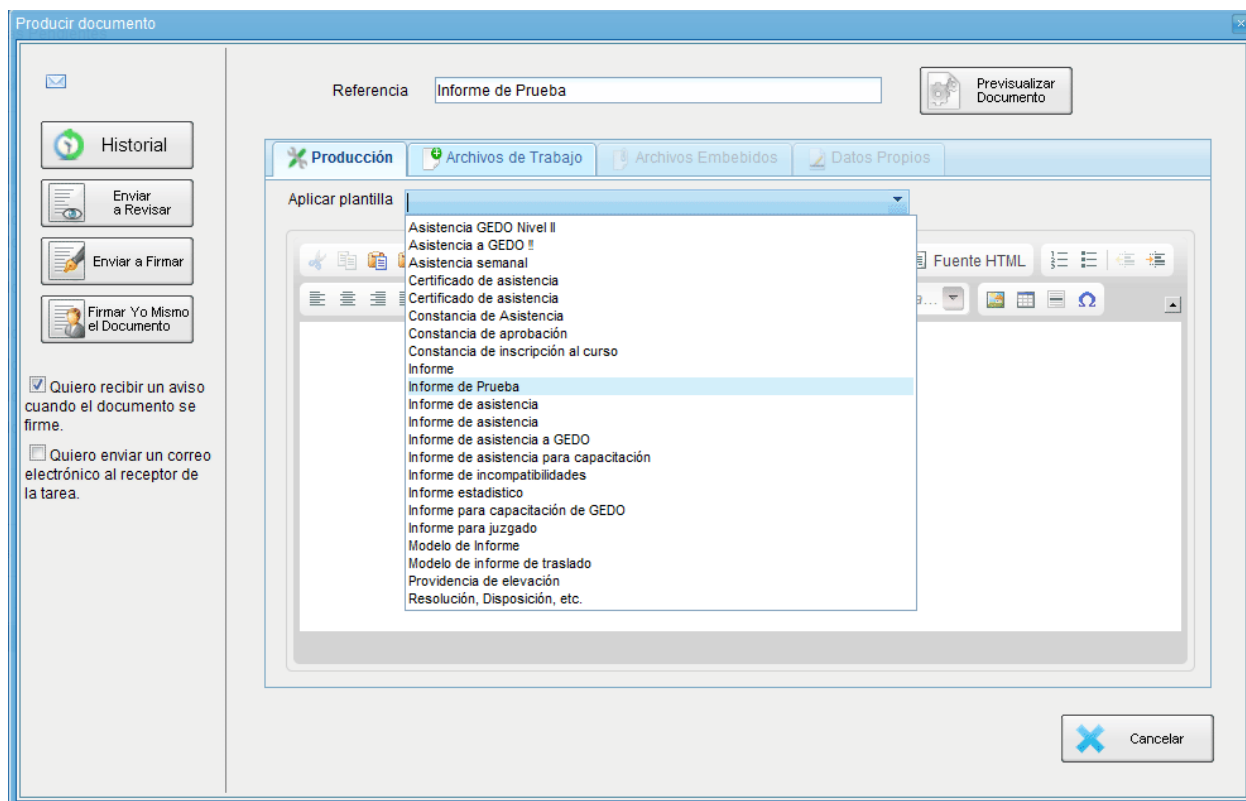 Producir documento
Referencia
Informe de Prueba
Previsualizar
Documento
Historial
Enviar
a Revisar
Enviar a Firmar
Firmar Yo Mismo
el Documento
Quiero recibir un aviso
cuando el documento se
firme.
Quiero enviar un correo
electrónico al receptor de
la tarea.
Producción
Archivos de Trabajo
Archivos Embebidos
Datos Propios
Aplicar plantilla
Asistencia GEDO Nivel II
Asistencia a GEDO !!
Asistencia semanal
Certificado de asistencia
Certificado de asistencia
Constancia de Asistencia
Constancia de aprobación
Constancia de inscripción al curso
Informe
Informe de Prueba
Informe de asistencia
Informe de asistencia
Informe de asistencia a GEDO
Informe de asistencia para capacitación
Informe de incompatibilidades
Informe estadistico
Informe para capacitación de GEDO
Informe para juzgado
Modelo de Informe
Modelo de informe de traslado
Providencia de elevación
Resolución, Disposición, etc.
Fuente HTML
a...
Cancelar